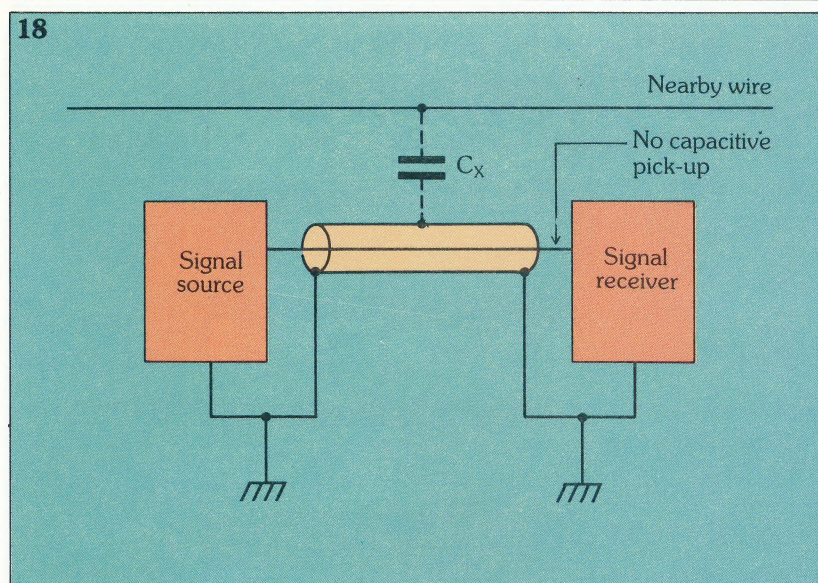 18
Nearby wire
No capacitive
pick-up
Cx
Signal
source
Signal
receiver